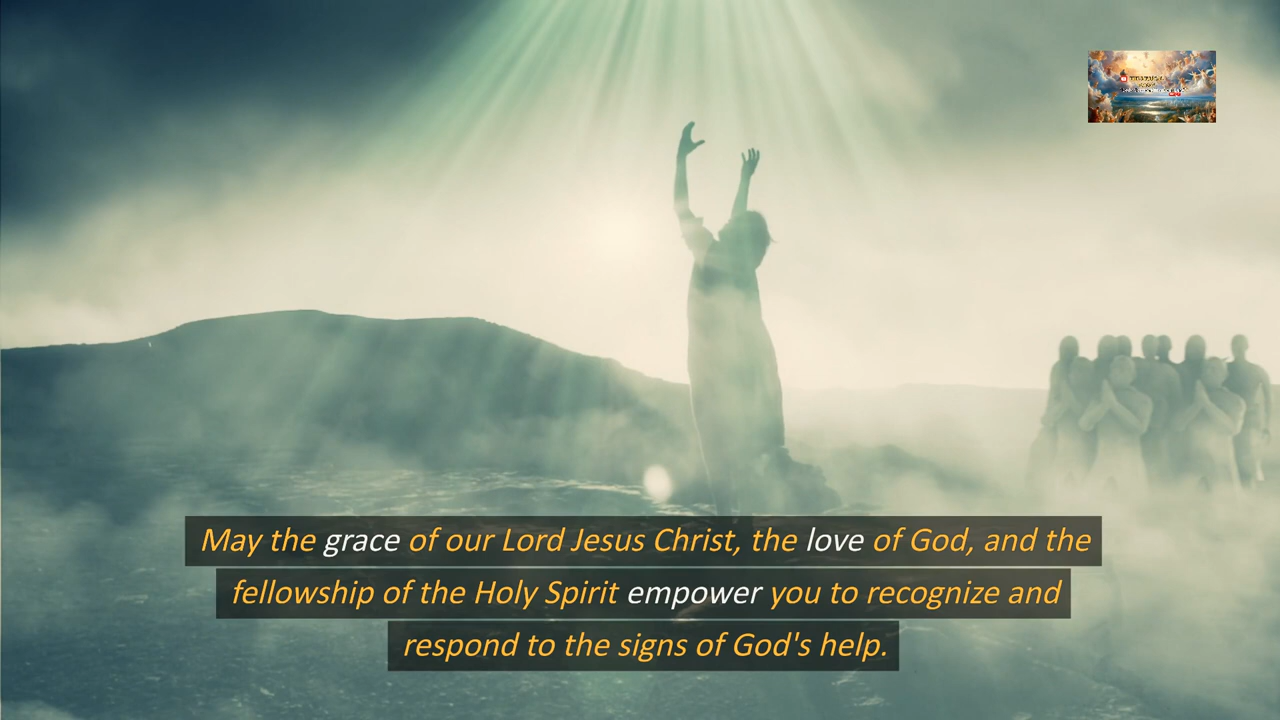 May the grace of our Lord Jesus Christ, the love of God, and the
fellowship of the Holy Spirit empower you to recognize and
respond to the signs of God's help.